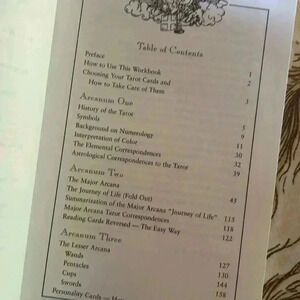 Table of Contents
Preface 1
How to Use This Workbook 2
Choosing Your Tarot Cards and
How to Take Care of Them 3
Arcanum One
History of the Tarot 5
Symbols 9
Background on Numerology 11
Interpretation of Color 30
The Elemental Correspondences 32
Astrological Correspondences to the Tarot 39
Arcanum Two
The Major Arcana 43
The Journey of Life (Fold Out)
Summarization of the Major Arcana "Journey of Life" 115
Major Arcana Tarot Correspondences 118
Reading Cards Reversed — The Easy Way 122
Arcanum Three
The Lesser Arcana
Wands 127
Pentacles 130
Cups 144
Swords 158
Personality Cards —